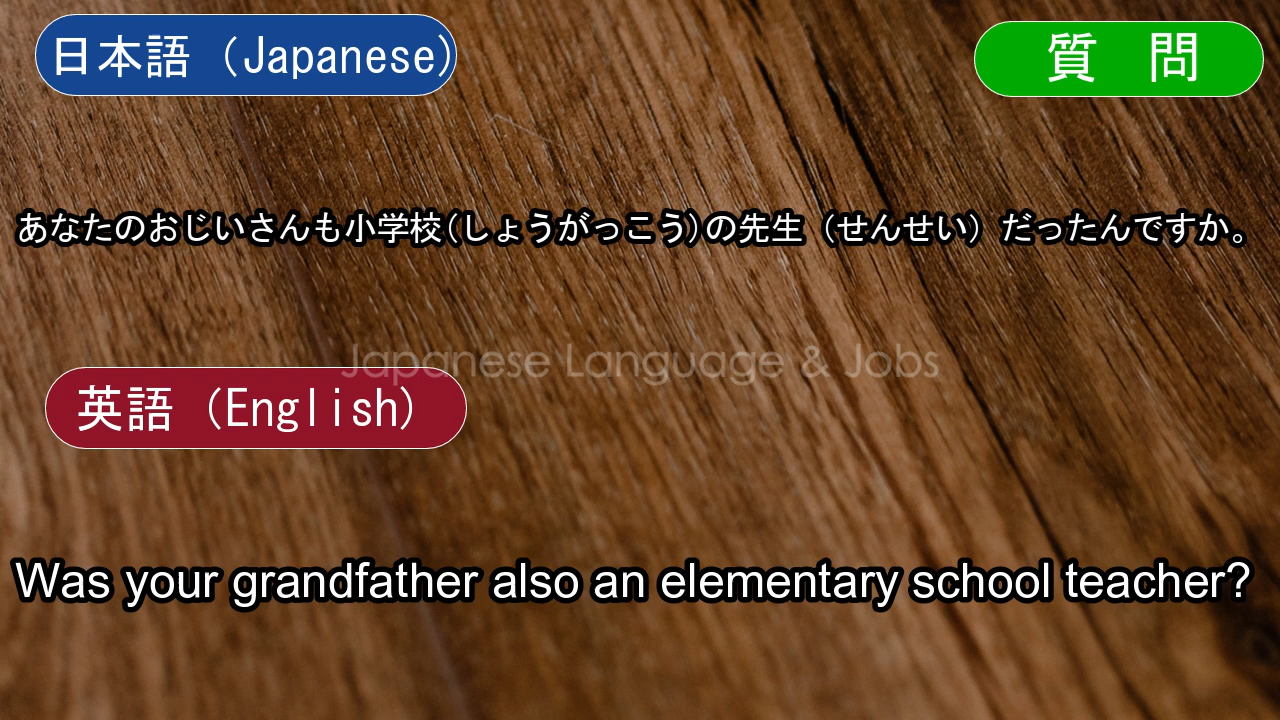 日本語（Japanese）
質　問
あなたのおじいさんも小学校(しょうがっこう)の先生（せんせい）だったんですか。
Japanese Language & Jobs
英語（English）
Was your grandfather also an elementary school teacher?